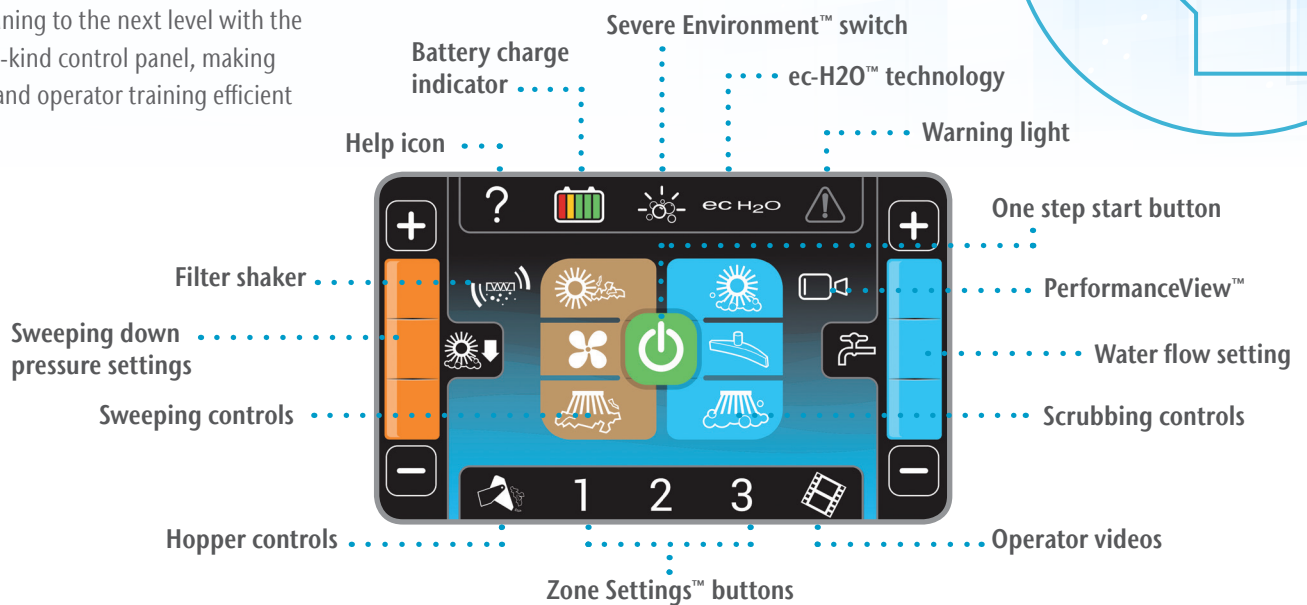 ning to the next level with the
-kind control panel, making
and operator training efficient
Severe Environment™ switch
Battery charge
indicator
ec-H2O™ technology
Help icon
Warning light
? ec H₂O
+ +
One step start button
Filter shaker
PerformanceView™
Sweeping down
pressure settings
Water flow setting
Sweeping controls
Scrubbing controls
− −
1 2 3
Hopper controls
Operator videos
Zone Settings™ buttons